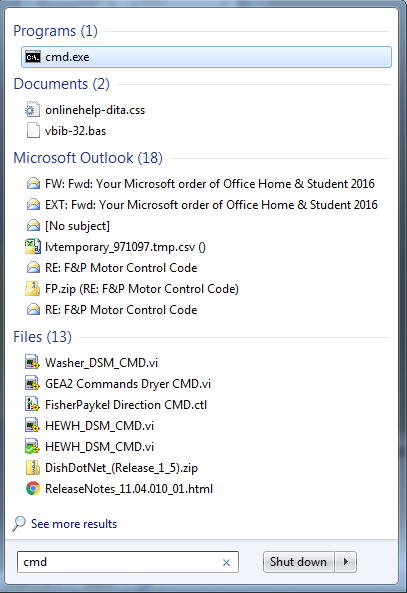 Programs (1)
cmd.exe
Documents (2)
onlinehelp-dita.css
vbib-32.bas
Microsoft Outlook (18)
FW: Fwd: Your Microsoft order of Office Home & Student 2016
EXT: Fwd: Your Microsoft order of Office Home & Student 2016
[No subject]
lvtemporary_971097.tmp.csv ()
RE: F&P Motor Control Code
FP.zip (RE: F&P Motor Control Code)
RE: F&P Motor Control Code
Files (13)
Washer_DSM_CMD.vi
GEA2 Commands Dryer CMD.vi
FisherPaykel Direction CMD.ctl
HEWH_DSM_CMD.vi
HEWH_DSM_CMD.vi
DishDotNet_(Release_1_5).zip
ReleaseNotes_11.04.010_01.html
See more results
cmd
Shut down